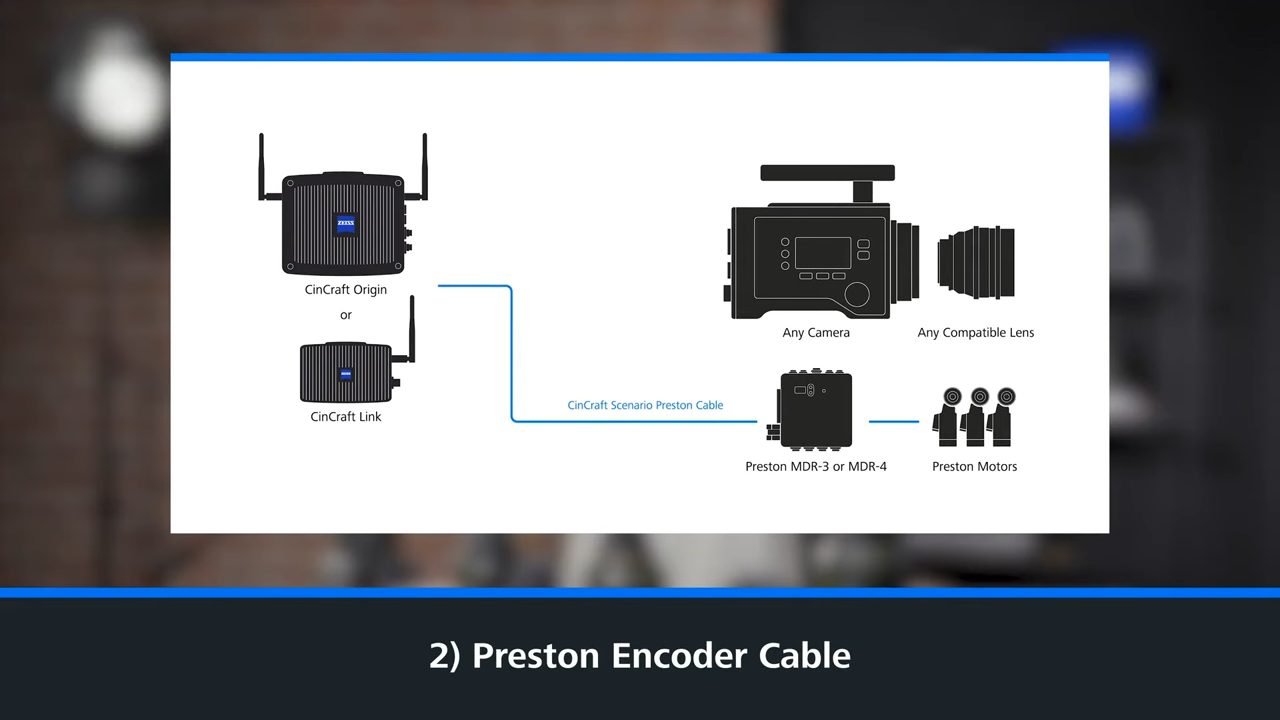 ZEISS
CinCraft Origin
or
CinCraft Link
CinCraft Scenario Preston Cable
Any Camera
Any Compatible Lens
Preston MDR-3 or MDR-4
Preston Motors
2) Preston Encoder Cable